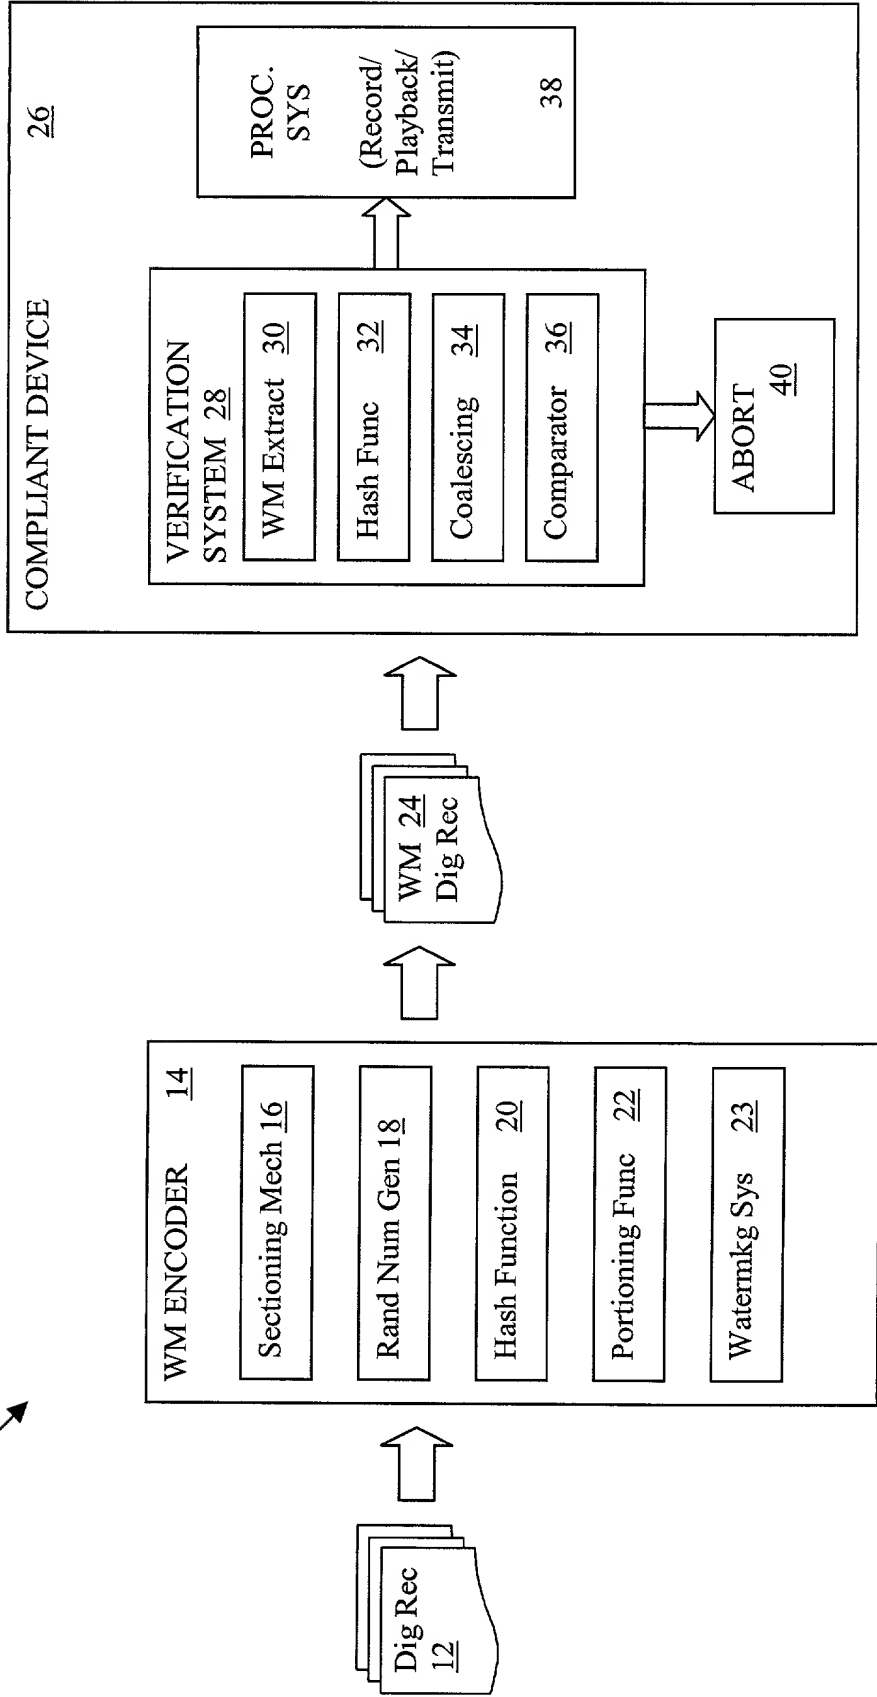 Dig Rec
12
WM ENCODER 14
Sectioning Mech 16
Rand Num Gen 18
Hash Function 20
Portioning Func 22
Watermkg Sys 23
WM 24
Dig Rec
COMPLIANT DEVICE 26
VERIFICATION
SYSTEM 28
WM Extract 30
Hash Func 32
Coalescing 34
Comparator 36
PROC.
SYS
(Record/
Playback/
Transmit)
38
ABORT
40